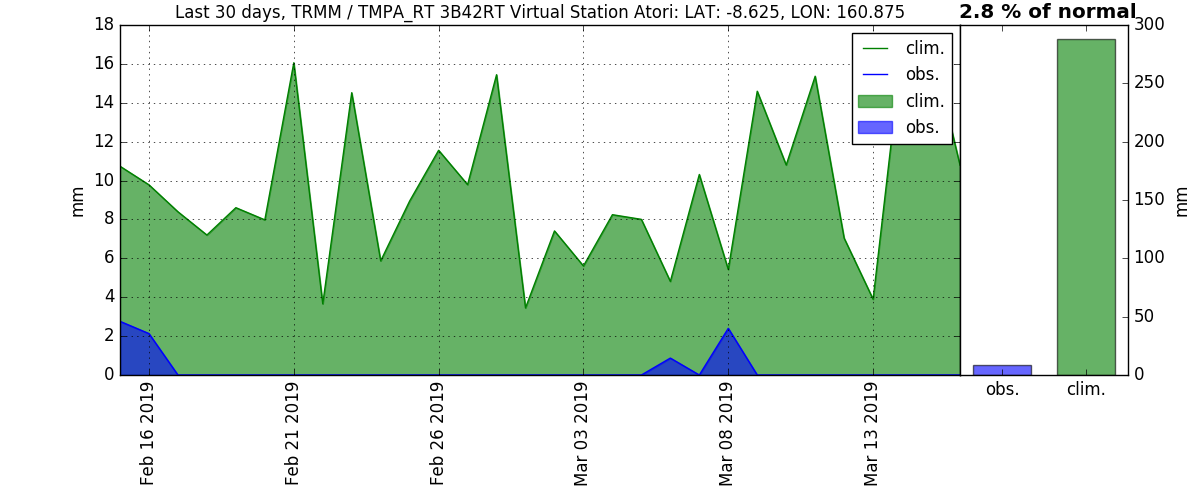 Last 30 days, TRMM / TMPA_RT 3B42RT Virtual Station Atori: LAT: -8.625, LON: 160.875
2.8 % of normal
18
16
14
12
10
8
6
4
2
0
mm
clim.
obs.
clim.
obs.
Feb 16 2019
Feb 21 2019
Feb 26 2019
Mar 03 2019
Mar 08 2019
Mar 13 2019
300
250
200
150
100
50
0
mm
obs.
clim.